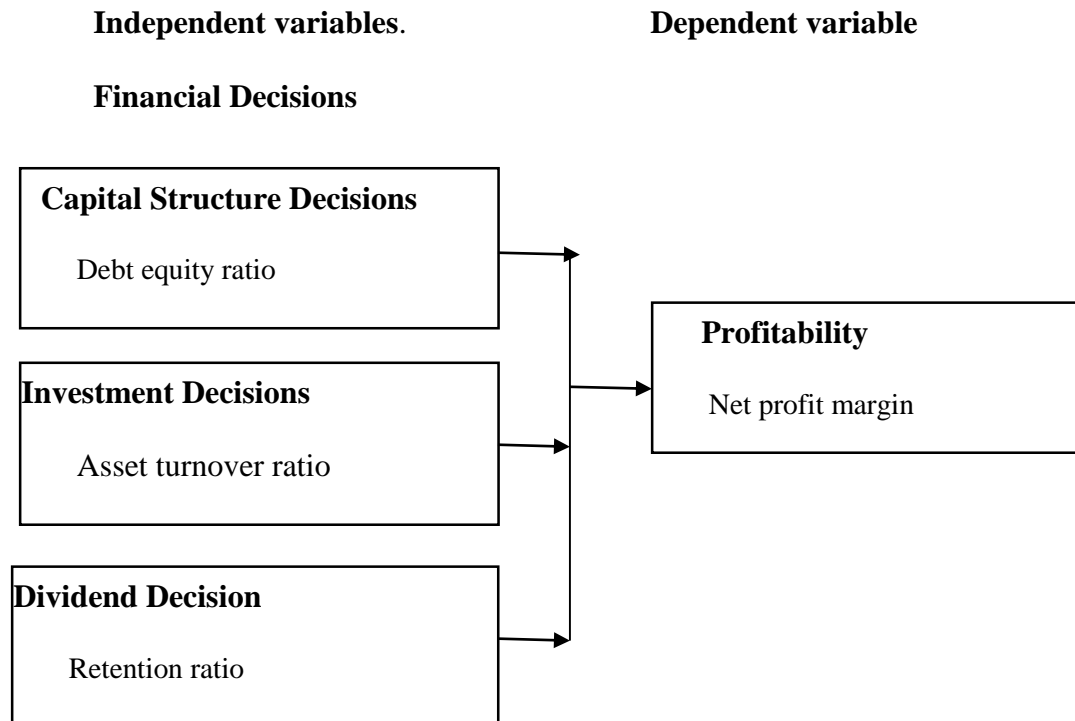 Independent variables.
Dependent variable
Financial Decisions
Capital Structure Decisions
Debt equity ratio
Investment Decisions
Asset turnover ratio
Dividend Decision
Retention ratio
Profitability
Net profit margin